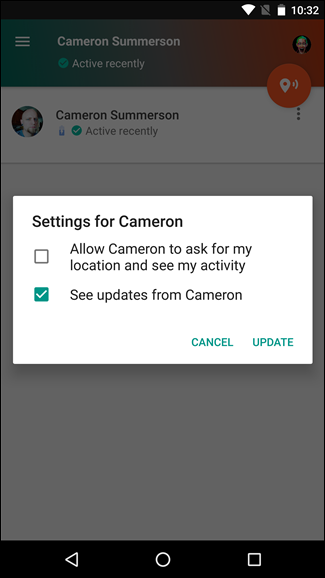 10:32
Cameron Summerson
Active recently
Cameron Summerson
Active recently
Settings for Cameron
Allow Cameron to ask for my
location and see my activity
See updates from Cameron
CANCEL UPDATE